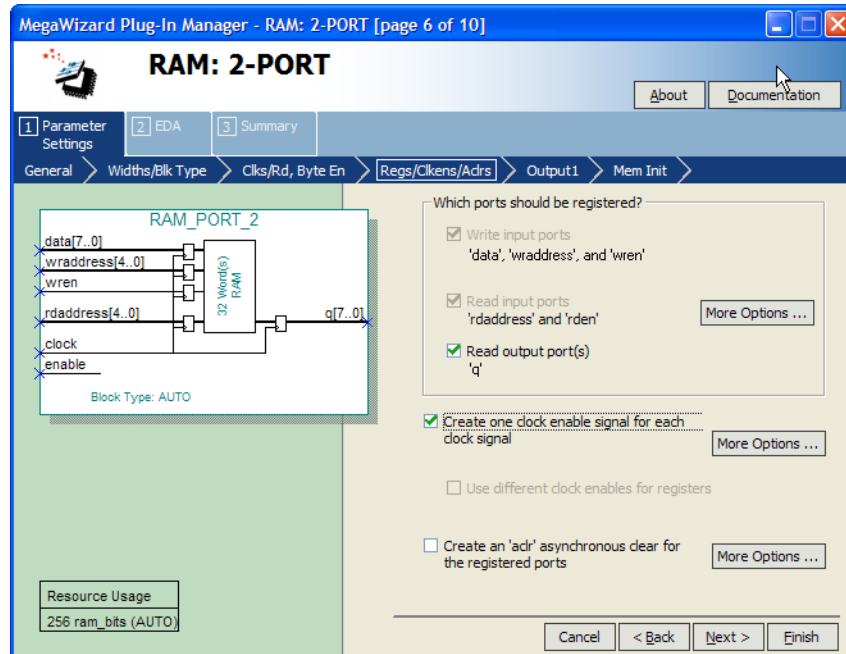 MegaWizard Plug-In Manager - RAM: 2-PORT [page 6 of 10]
RAM: 2-PORT
About
Documentation
1 Parameter Settings
2 EDA
3 Summary
General
Widths/Blk Type
Clks/Rd, Byte En
Regs/Clkens/Adrs
Output1
Mem Init
RAM_PORT_2
data[7..0]
wraddress[4..0]
wren
rdaddress[4..0]
clock
enable
32 Word(s)
RAM
q[7..0]
Block Type: AUTO
Resource Usage
256 ram_bits (AUTO)
Which ports should be registered?
Write input ports
'data', 'wraddress', and 'wren'
Read input ports
'rdaddress' and 'rden'
More Options ...
Read output port(s)
'q'
Create one clock enable signal for each
clock signal
More Options ...
Use different clock enables for registers
Create an 'aclr' asynchronous clear for
the registered ports
More Options ...
Cancel
< Back
Next >
Finish